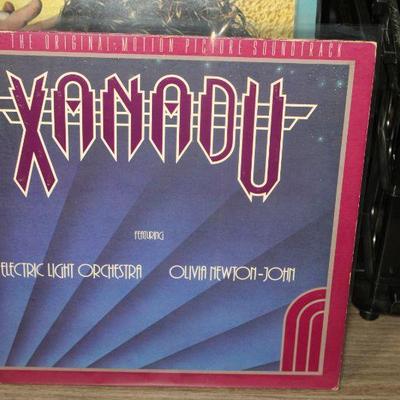 THE ORIGINAL MOTION PICTURE SOUNDTRACK
XANADU
FEATURING
ELECTRIC LIGHT ORCHESTRA OLIVIA NEWTON-JOHN